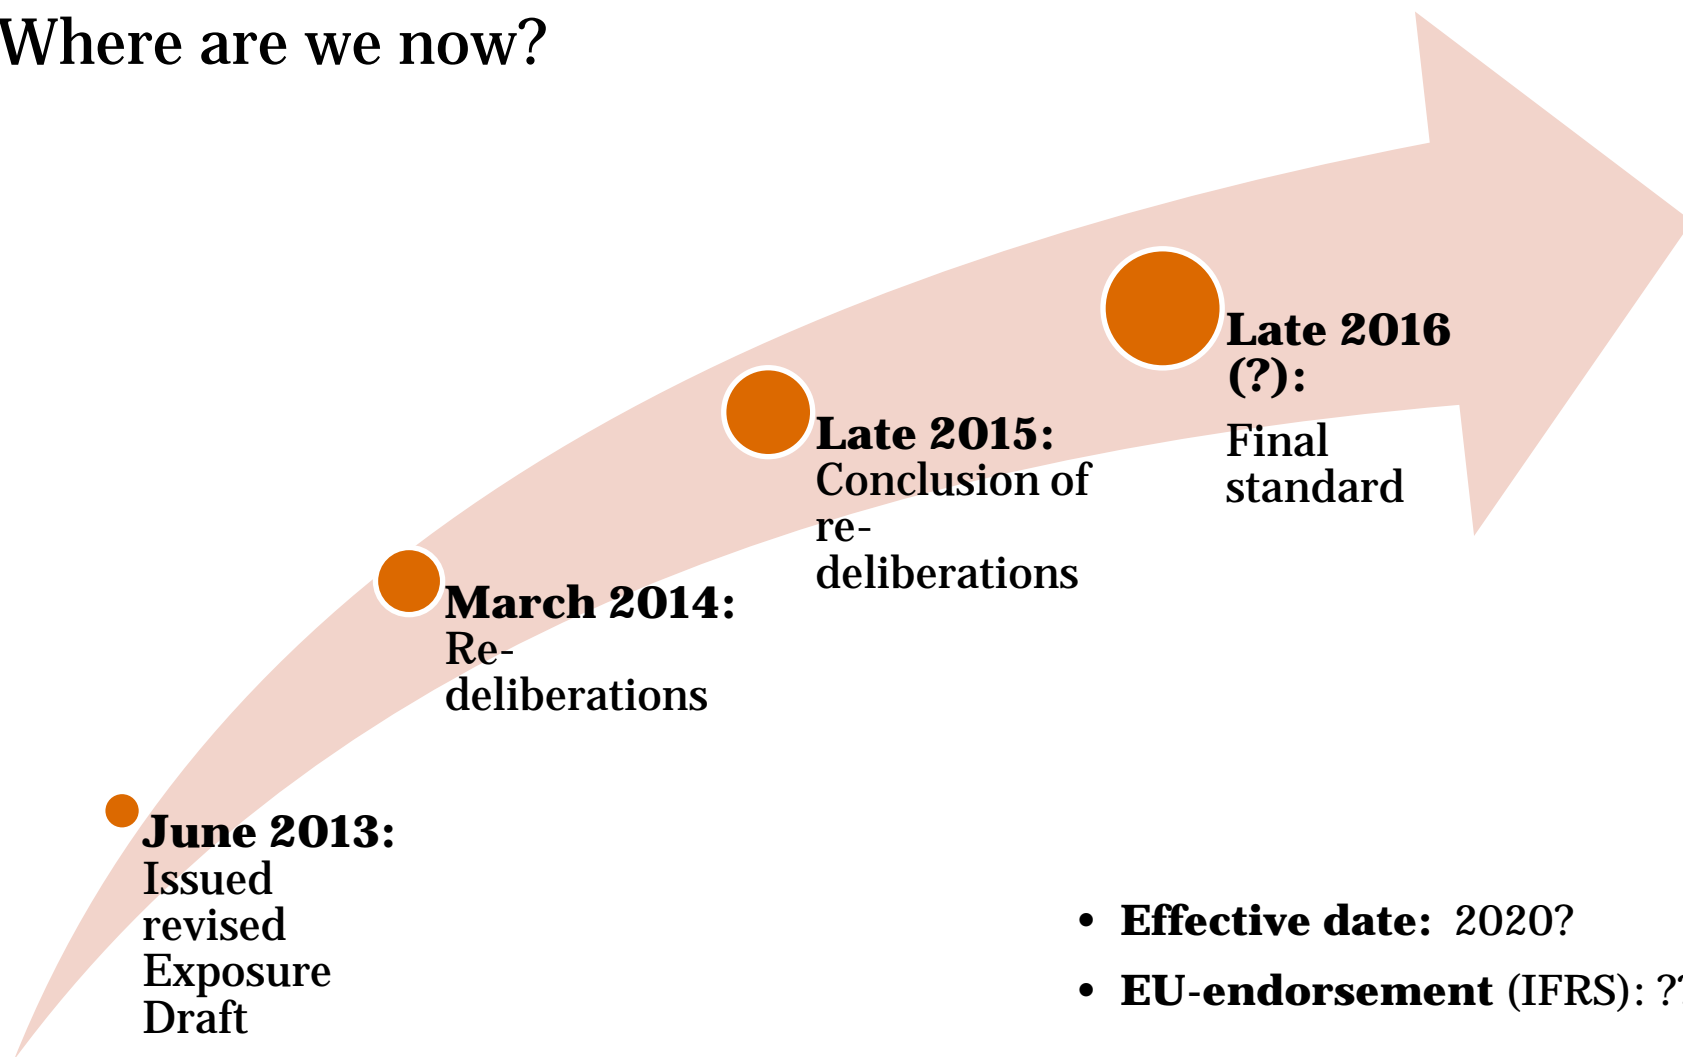 Where are we now?
Late 2016
(?):
Final
standard
Late 2015:
Conclusion of
re-
deliberations
March 2014:
Re-
deliberations
June 2013:
Issued
revised
Exposure
Draft
• Effective date: 2020?
• EU-endorsement (IFRS): ??